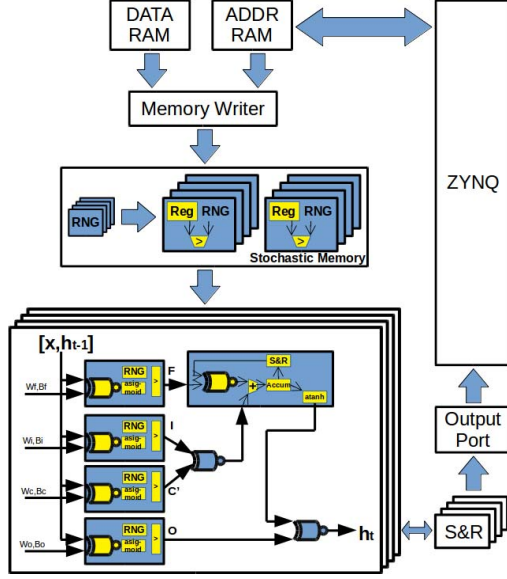 DATA
RAM
ADDR
RAM
Memory Writer
ZYNQ
RNG
Reg RNG
>
Reg RNG
>
Stochastic Memory
[x,ht-1]
Wf,Bf
RNG
asig-
moid
>
F
S&R
+
Accum
atanh
Wi,Bi
RNG
asig-
moid
>
I
Wc,Bc
RNG
asig-
moid
>
C'
Wo,Bo
RNG
asig-
moid
>
O
ht
Output
Port
S&R